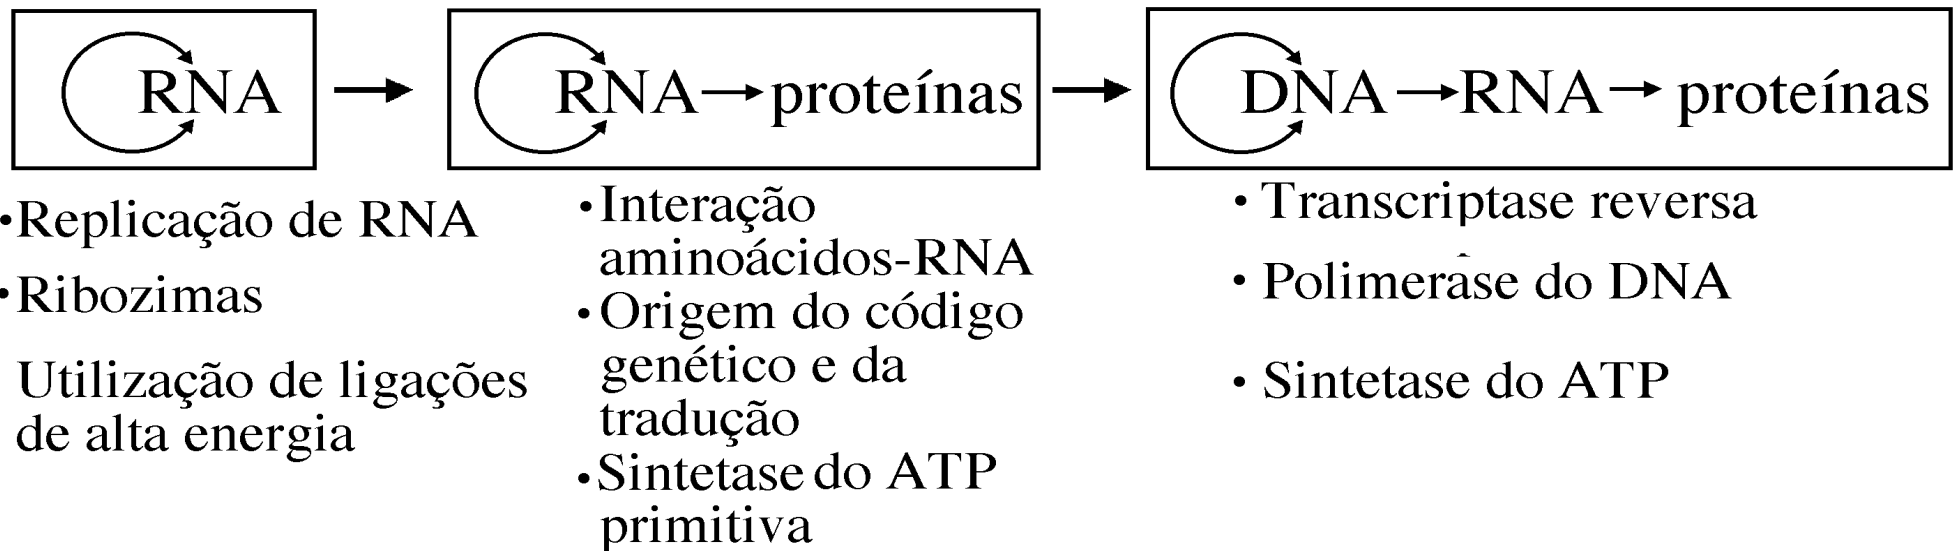 RNA → RNA → proteínas → DNA → RNA → proteínas
•Replicação de RNA
•Ribozimas
Utilização de ligações
de alta energia
•Interação
aminoácidos-RNA
•Origem do código
genético e da
tradução
•Sintetase do ATP
primitiva
• Transcriptase reversa
• Polimerase do DNA
• Sintetase do ATP